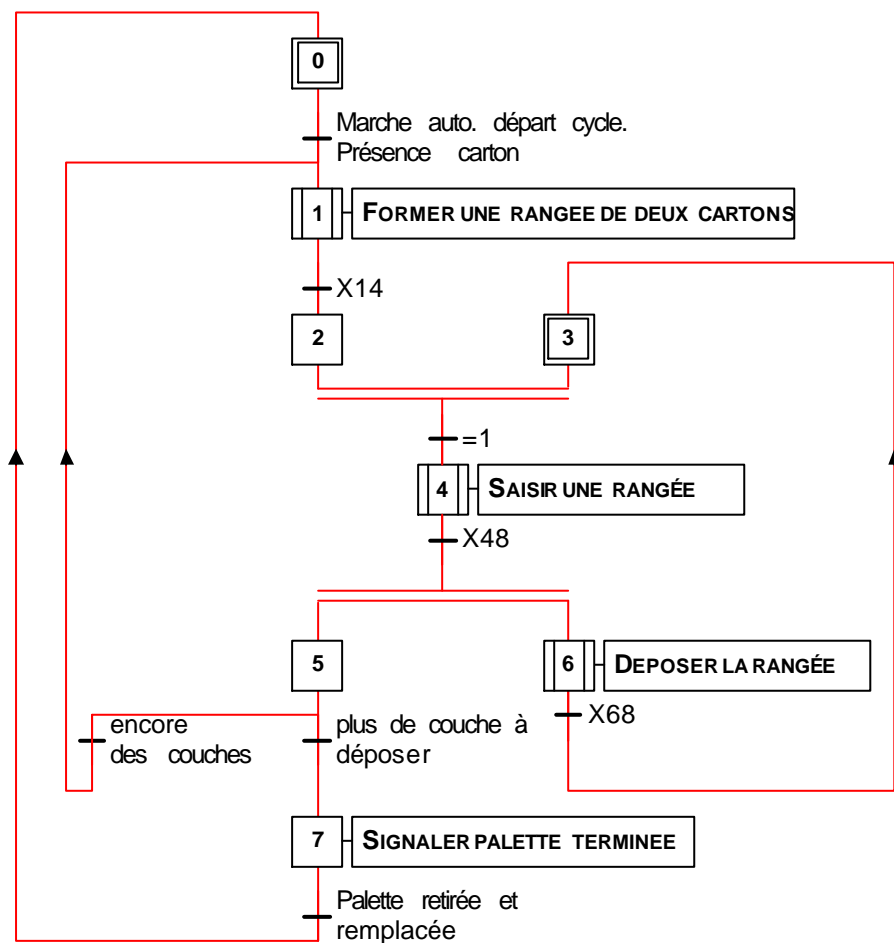 0
Marche auto. départ cycle.
Présence carton
1
FORMER UNE RANGEE DE DEUX CARTONS
X14
2
3
=1
4
SAISIR UNE RANGÉE
X48
5
6
DEPOSER LA RANGÉE
encore
des couches
plus de couche à
déposer
X68
7
SIGNALER PALETTE TERMINEE
Palette retirée et
remplacée